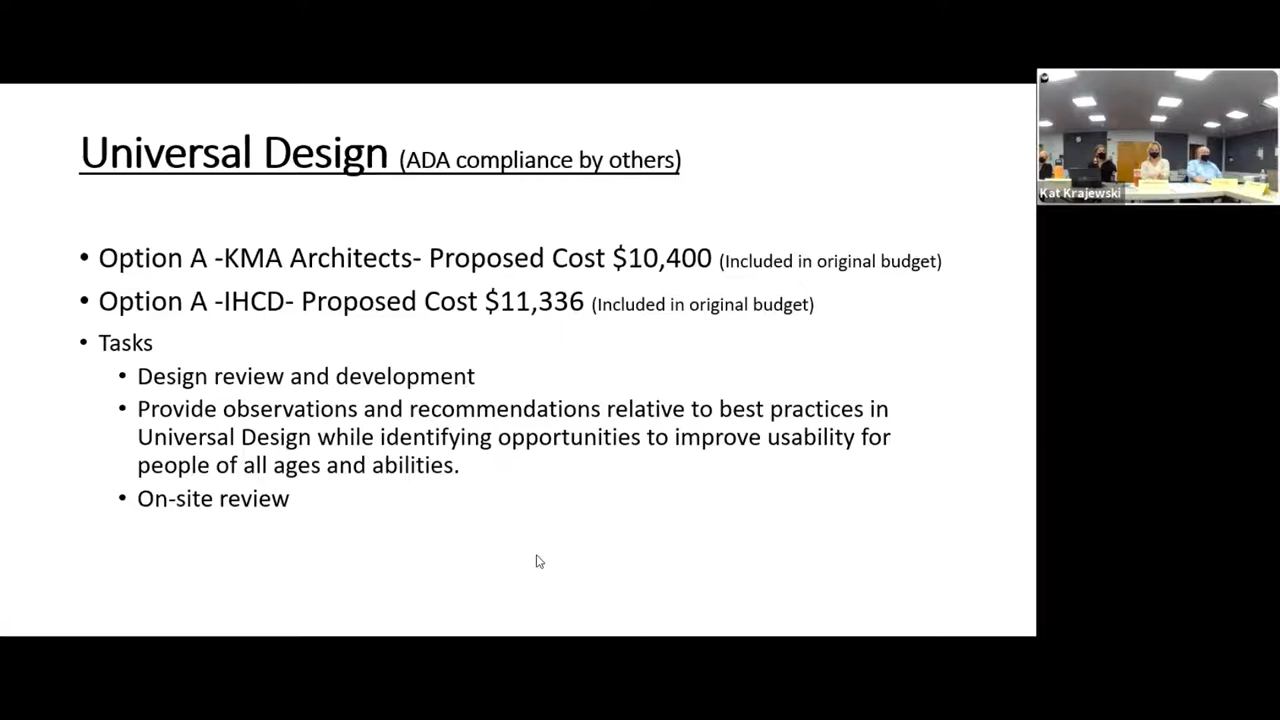 Universal Design (ADA compliance by others)
• Option A -KMA Architects- Proposed Cost $10,400 (Included in original budget)
• Option A -IHCD- Proposed Cost $11,336 (Included in original budget)
• Tasks
• Design review and development
• Provide observations and recommendations relative to best practices in
Universal Design while identifying opportunities to improve usability for
people of all ages and abilities.
• On-site review
Kat Krajewski